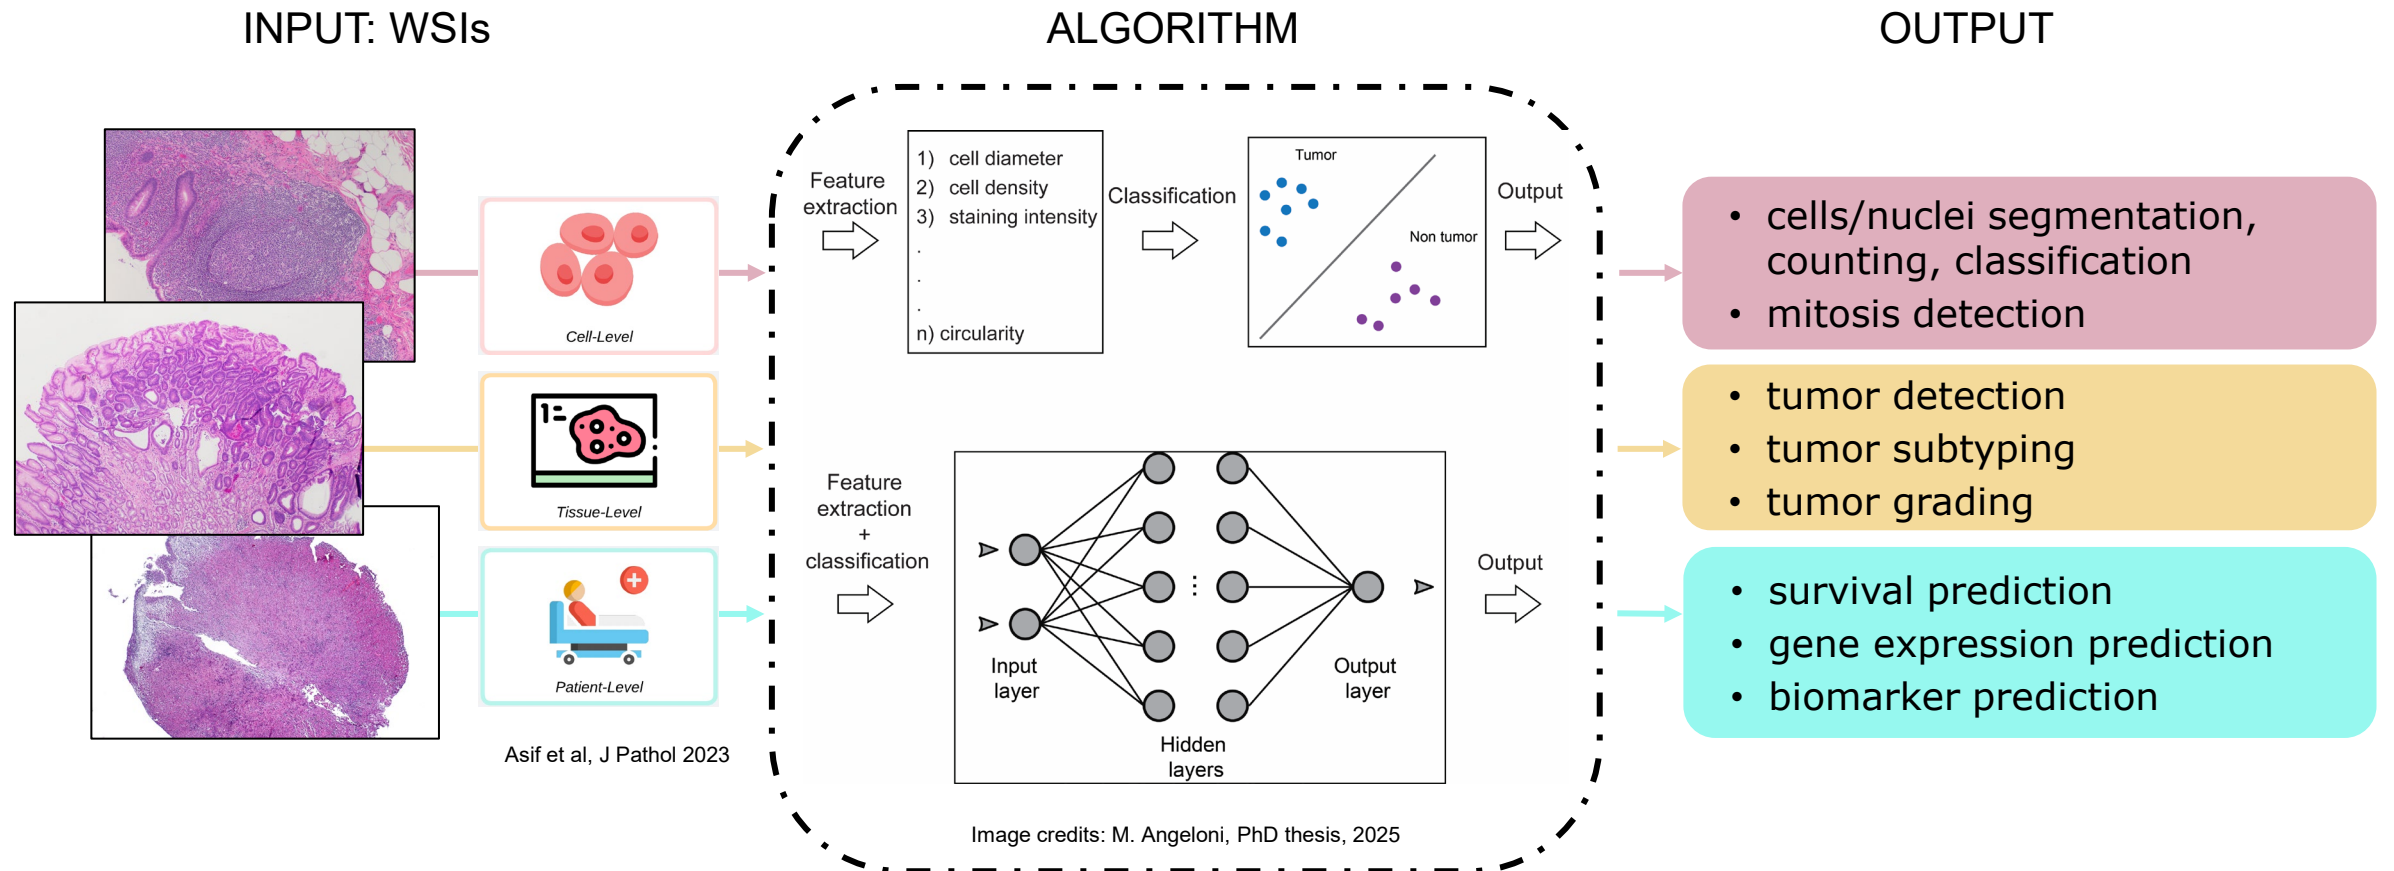 INPUT: WSIs
ALGORITHM
OUTPUT
Cell-Level
1
Tissue-Level
Patient-Level
Asif et al, J Pathol 2023
Feature
extraction
1) cell diameter
2) cell density
3) staining intensity
.
.
.
n) circularity
Classification
Tumor
Non tumor
Output
Feature
extraction
+
classification
Input
layer
...
Hidden
layers
Output
layer
Output
Image credits: M. Angeloni, PhD thesis, 2025
• cells/nuclei segmentation,
counting, classification
• mitosis detection
• tumor detection
• tumor subtyping
• tumor grading
• survival prediction
• gene expression prediction
• biomarker prediction